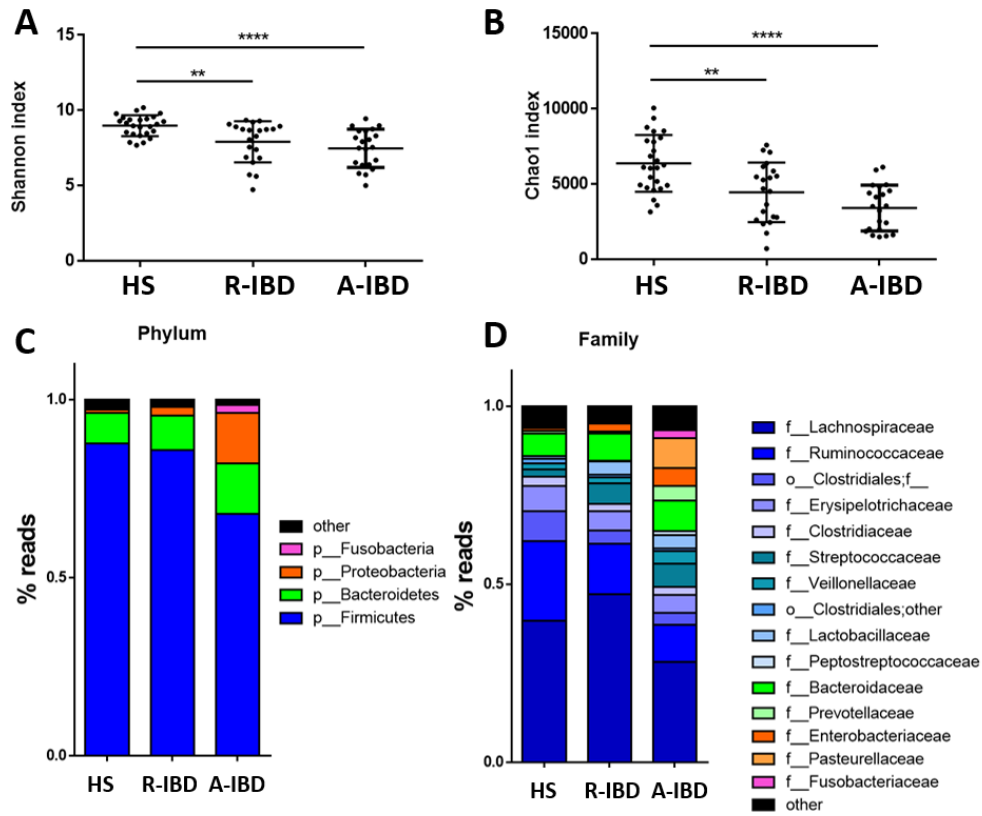 A
Shannon index
15
10
5
0
****
**
HS
R-IBD
A-IBD
B
Chao1 index
15000
10000
5000
0
****
**
HS
R-IBD
A-IBD
C
Phylum
% reads
1.0
0.5
0.0
HS
R-IBD
A-IBD
other
p__Fusobacteria
p__Proteobacteria
p__Bacteroidetes
p__Firmicutes
D
Family
% reads
1.0
0.5
0.0
HS
R-IBD
A-IBD
f__Lachnospiraceae
f__Ruminococcaceae
o__Clostridiales;f__
f__Erysipelotrichaceae
f__Clostridiaceae
f__Streptococcaceae
f__Veillonellaceae
o__Clostridiales;other
f__Lactobacillaceae
f__Peptostreptococcaceae
f__Bacteroidaceae
f__Prevotellaceae
f__Enterobacteriaceae
f__Pasteurellaceae
f__Fusobacteriaceae
other